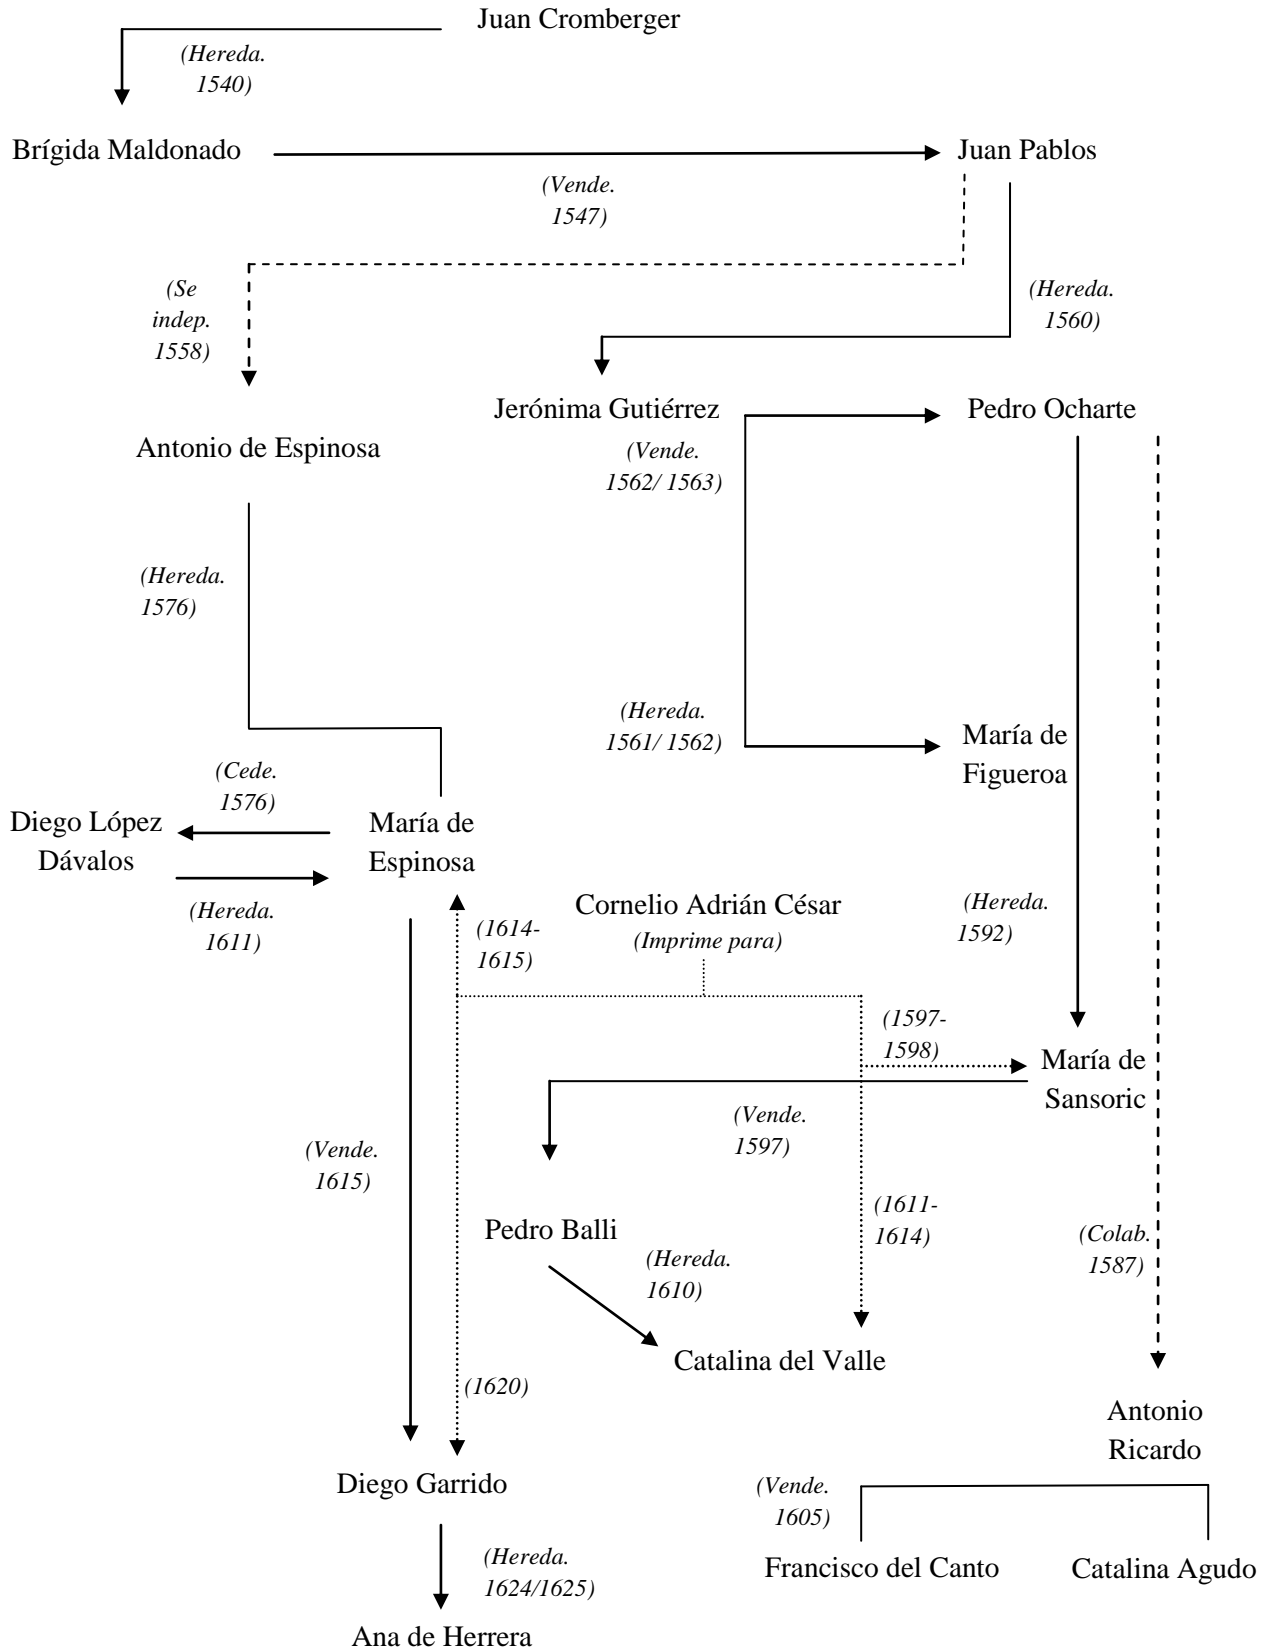 Juan Cromberger
(Hereda.
1540)
Brígida Maldonado
Juan Pablos
(Vende.
1547)
(Se
indep.
1558)
(Hereda.
1560)
Jerónima Gutiérrez
Pedro Ocharte
Antonio de Espinosa
(Vende.
1562/ 1563)
(Hereda.
1576)
(Hereda.
1561/ 1562)
María de
Figueroa
(Cede.
1576)
Diego López
Dávalos
María de
Espinosa
(Hereda.
1611)
(1614-
1615)
Cornelio Adrián César
(Imprime para)
(Hereda.
1592)
(1597-
1598)
María de
Sansoric
(Vende.
1597)
(Vende.
1615)
Pedro Balli
(Hereda.
1610)
(1611-
1614)
(Colab.
1587)
Catalina del Valle
(1620)
Antonio
Ricardo
Diego Garrido
(Vende.
1605)
(Hereda.
1624/1625)
Francisco del Canto
Catalina Agudo
Ana de Herrera